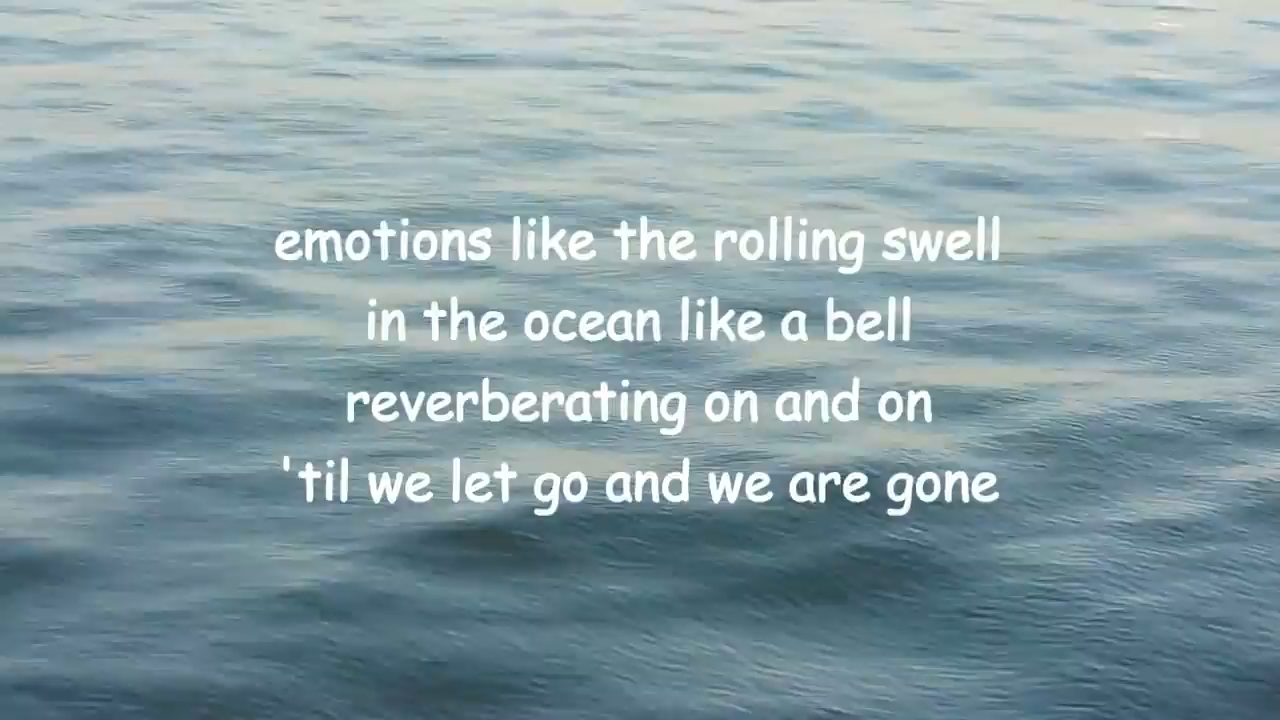 emotions like the rolling swell
in the ocean like a bell
reverberating on and on
'til we let go and we are gone